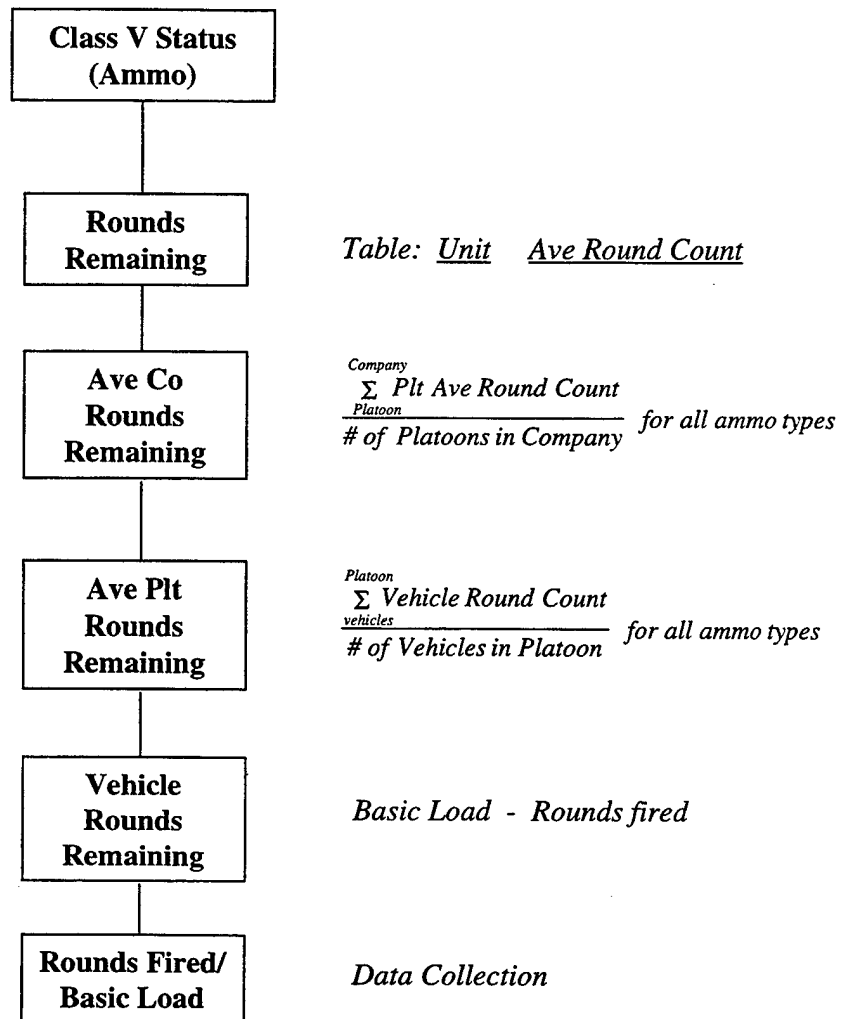 Class V Status
(Ammo)
Rounds
Remaining
Table: Unit Ave Round Count
Ave Co
Rounds
Remaining
Company
Σ Plt Ave Round Count
Platoon
# of Platoons in Company
for all ammo types
Ave Plt
Rounds
Remaining
Platoon
Σ Vehicle Round Count
vehicles
# of Vehicles in Platoon
for all ammo types
Vehicle
Rounds
Remaining
Basic Load - Rounds fired
Rounds Fired/
Basic Load
Data Collection